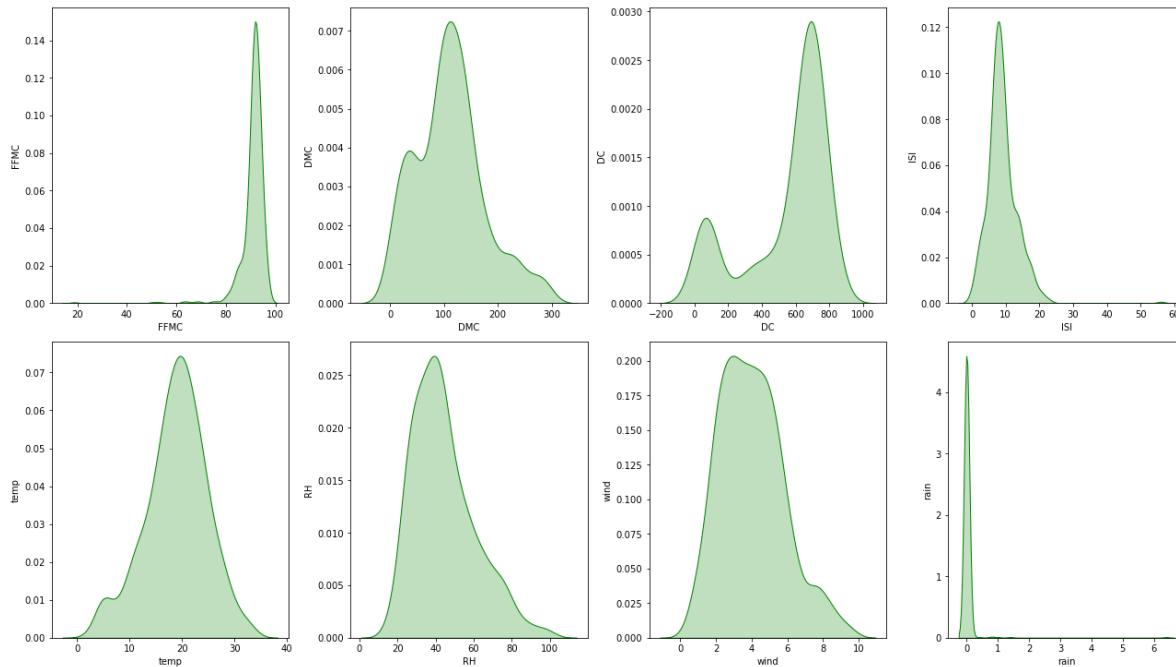 0.14
0.12
0.10
0.08
0.06
0.04
0.02
0.00
FFMC
20 40 60 80 100
FFMC
0.007
0.006
0.005
0.004
0.003
0.002
0.001
0.000
DMC
0 100 200 300
DMC
0.0030
0.0025
0.0020
0.0015
0.0010
0.0005
0.0000
DC
−200 0 200 400 600 800 1000
DC
0.12
0.10
0.08
0.06
0.04
0.02
0.00
ISI
0 10 20 30 40 50 60
ISI
0.07
0.06
0.05
0.04
0.03
0.02
0.01
0.00
temp
0 10 20 30 40
temp
0.025
0.020
0.015
0.010
0.005
0.000
RH
0 20 40 60 80 100
RH
0.200
0.175
0.150
0.125
0.100
0.075
0.050
0.025
0.000
wind
0 2 4 6 8 10
wind
4
3
2
1
0
rain
0 1 2 3 4 5 6
rain